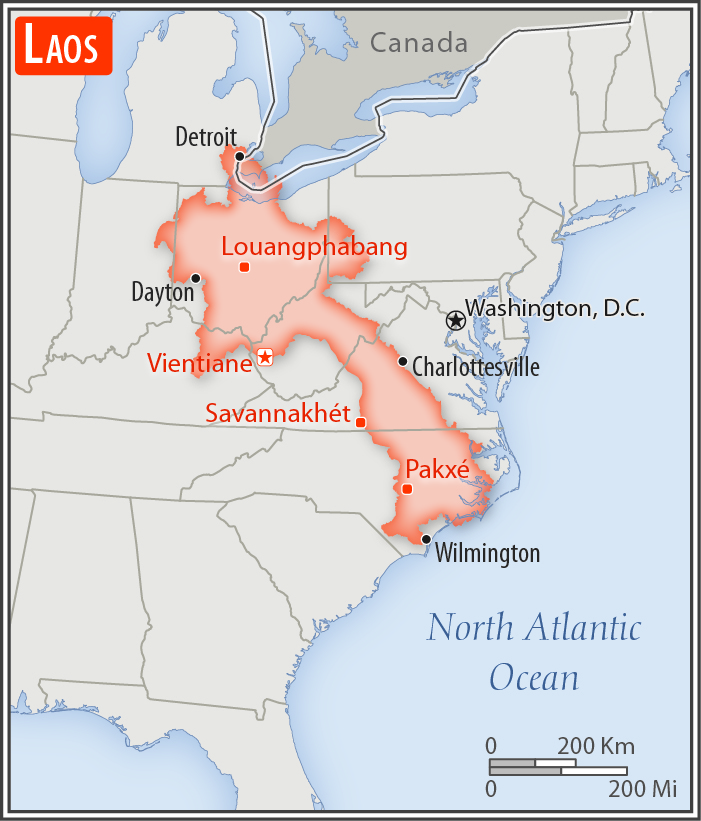 LAOS
Canada
Detroit
Louangphabang
Dayton
Washington, D.C.
Vientiane
Charlottesville
Savannakhét
Pakxé
Wilmington
North Atlantic
Ocean
0 200 Km
0 200 Mi